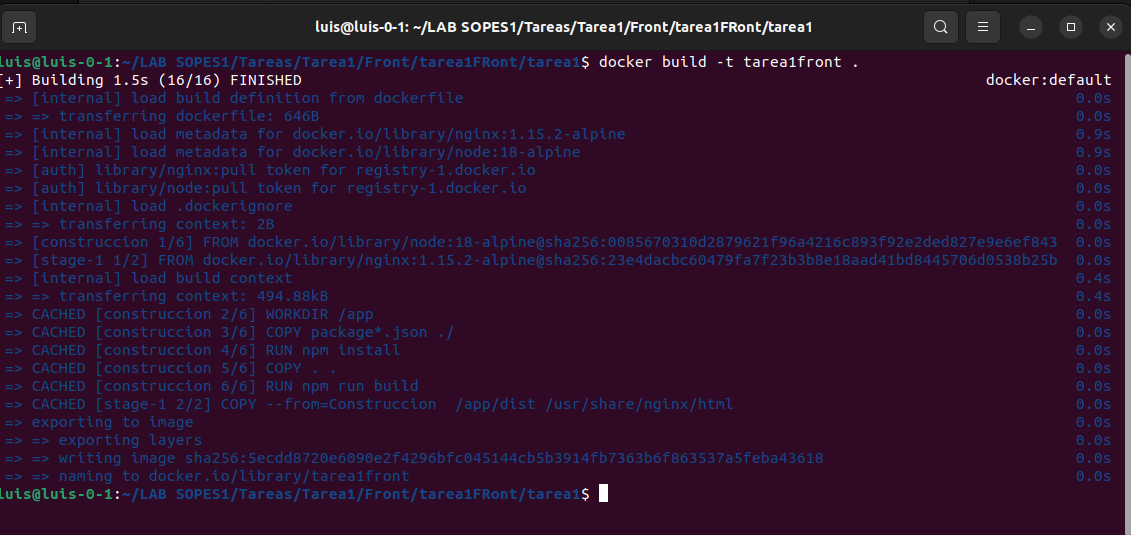 luis@luis-0-1: ~/LAB SOPES1/Tareas/Tarea1/Front/tarea1FRont/tarea1
luis@luis-0-1:~/LAB SOPES1/Tareas/Tarea1/Front/tarea1FRont/tarea1$ docker build -t tarea1front .
[+] Building 1.5s (16/16) FINISHED docker:default
=> [internal] load build definition from dockerfile 0.0s
=> => transferring dockerfile: 646B 0.0s
=> [internal] load metadata for docker.io/library/nginx:1.15.2-alpine 0.9s
=> [internal] load metadata for docker.io/library/node:18-alpine 0.9s
=> [auth] library/nginx:pull token for registry-1.docker.io 0.0s
=> [auth] library/node:pull token for registry-1.docker.io 0.0s
=> [internal] load .dockerignore 0.0s
=> => transferring context: 2B 0.0s
=> [construccion 1/6] FROM docker.io/library/node:18-alpine@sha256:0085670310d2879621f96a4216c893f92e2ded827e9e6ef843 0.0s
=> [stage-1 1/2] FROM docker.io/library/nginx:1.15.2-alpine@sha256:23e4dacbc60479fa7f23b3b8e18aad41bd8445706d0538b25b 0.0s
=> [internal] load build context 0.4s
=> => transferring context: 494.88kB 0.4s
=> CACHED [construccion 2/6] WORKDIR /app 0.0s
=> CACHED [construccion 3/6] COPY package*.json ./ 0.0s
=> CACHED [construccion 4/6] RUN npm install 0.0s
=> CACHED [construccion 5/6] COPY . . 0.0s
=> CACHED [construccion 6/6] RUN npm run build 0.0s
=> CACHED [stage-1 2/2] COPY --from=Construccion  /app/dist /usr/share/nginx/html 0.0s
=> exporting to image 0.0s
=> => exporting layers 0.0s
=> => writing image sha256:5ecdd8720e6090e2f4296bfc045144cb5b3914fb7363b6f863537a5feba43618 0.0s
=> => naming to docker.io/library/tarea1front 0.0s
luis@luis-0-1:~/LAB SOPES1/Tareas/Tarea1/Front/tarea1FRont/tarea1$